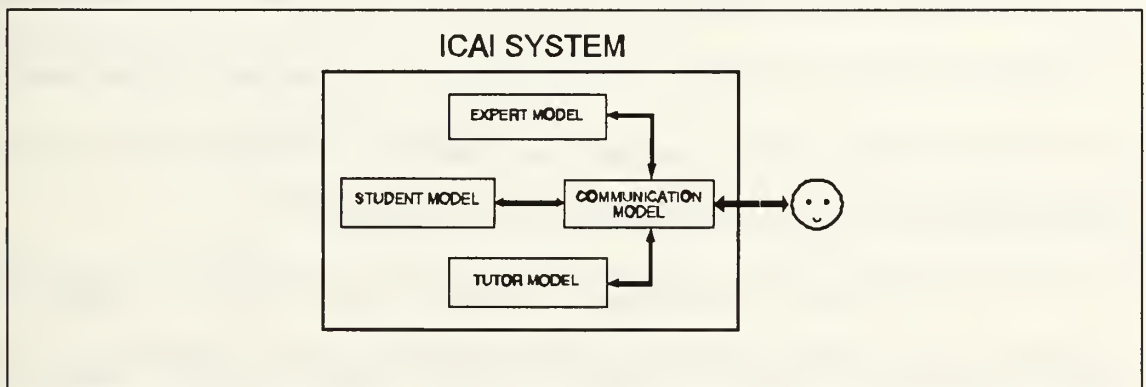 ICAI SYSTEM
EXPERT MODEL
STUDENT MODEL
COMMUNICATION
MODEL
TUTOR MODEL